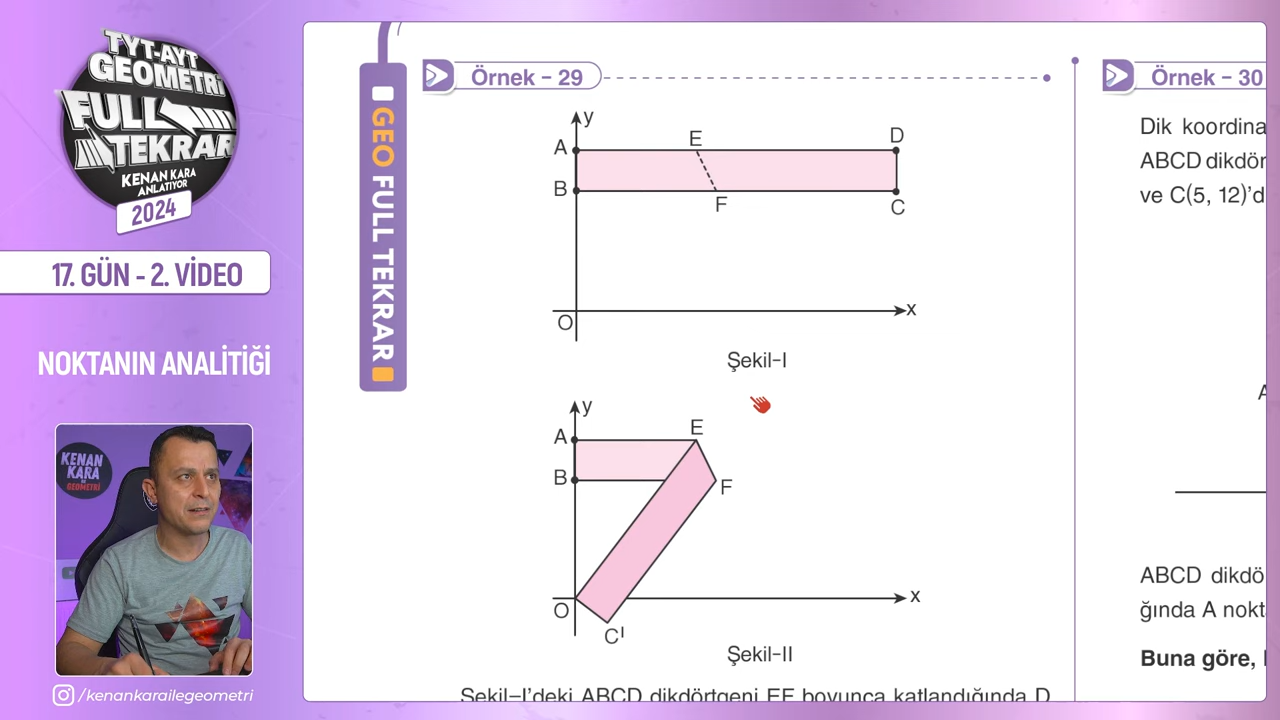 TYT-AYT
GEOMETRİ
FULL
TEKRAR
KENAN KARA
ANLATIYOR
2024
17. GÜN - 2. VİDEO
NOKTANIN ANALİTİĞİ
KENAN
KARA
GEOMETRİ
/kenankarailegeometri
GEO FULL TEKRAR
Örnek - 29
y
A
E
D
B
F
C
O
x
Şekil-I
y
A
E
B
F
O
x
C'
Şekil-II
Şekil-I'deki ABCD dikdörtgeni EF boyunca katlandığında D
Örnek - 30
Dik koordina
ABCD dikdör
ve C(5, 12)'d
A
ABCD dikdö
ğında A nokt
Buna göre,